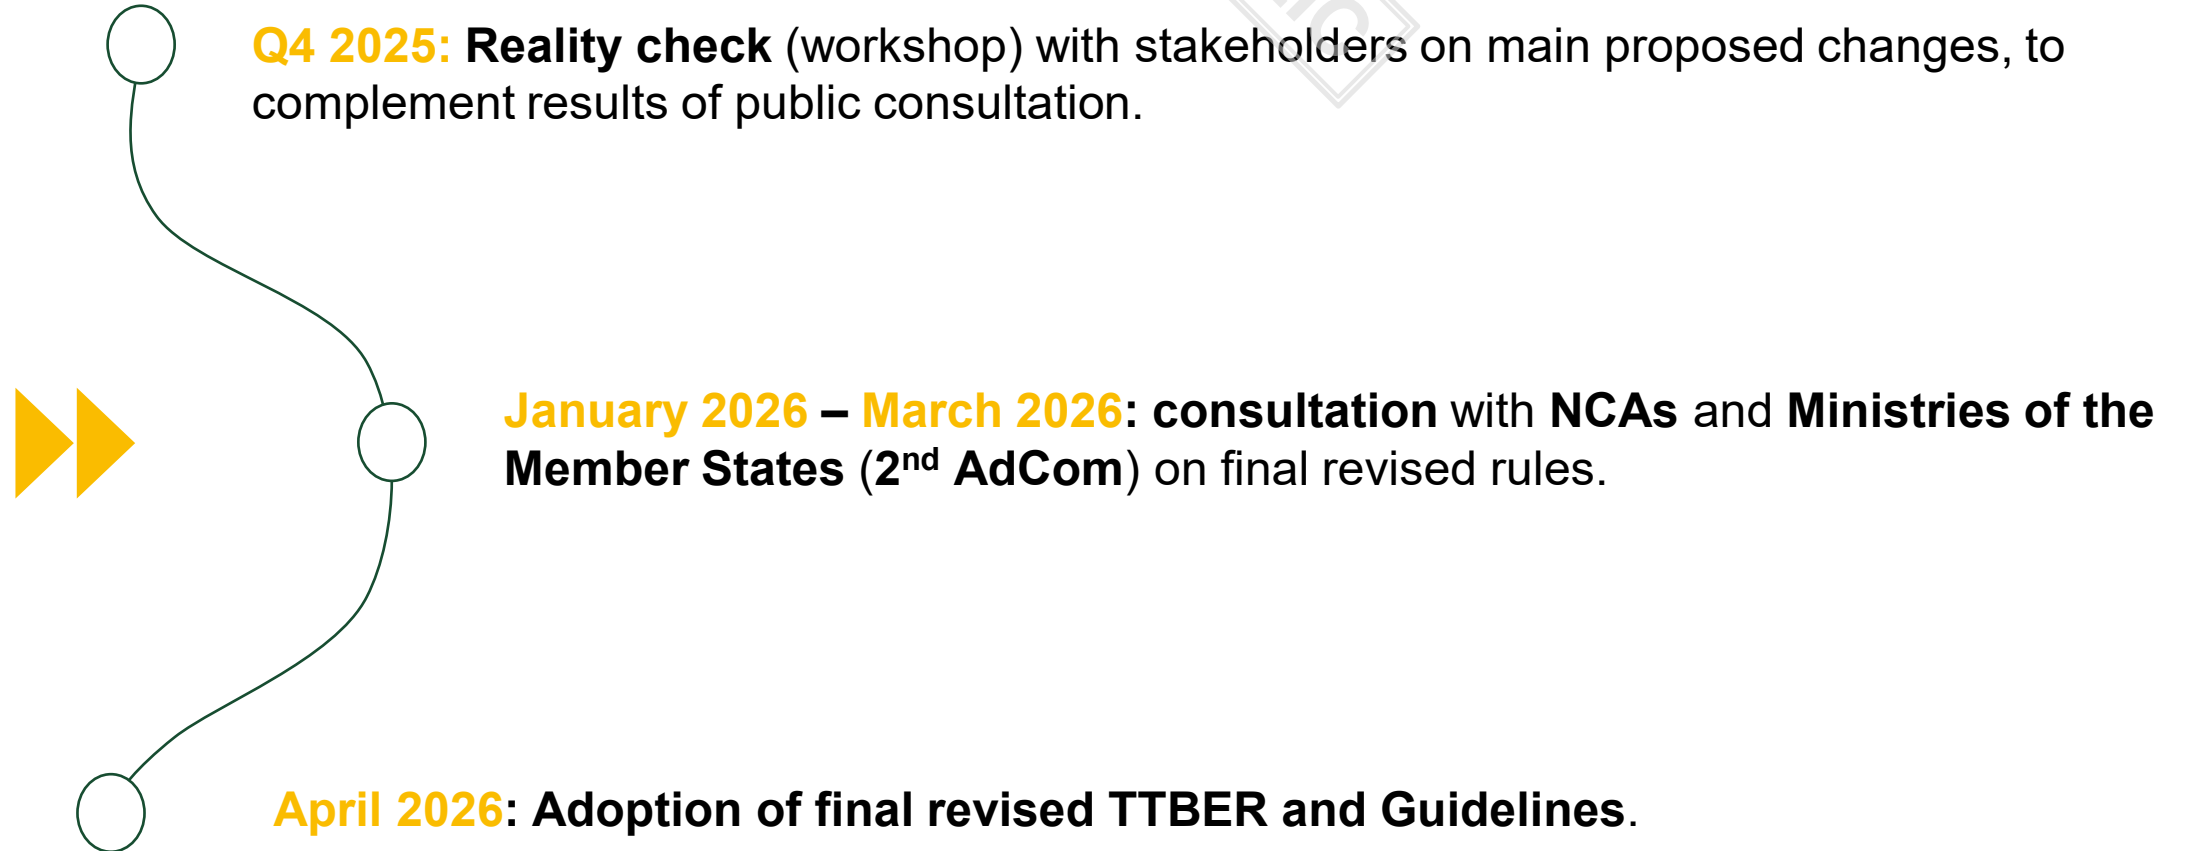 Q4 2025: Reality check (workshop) with stakeholders on main proposed changes, to
complement results of public consultation.
January 2026 – March 2026: consultation with NCAs and Ministries of the
Member States (2nd AdCom) on final revised rules.
April 2026: Adoption of final revised TTBER and Guidelines.